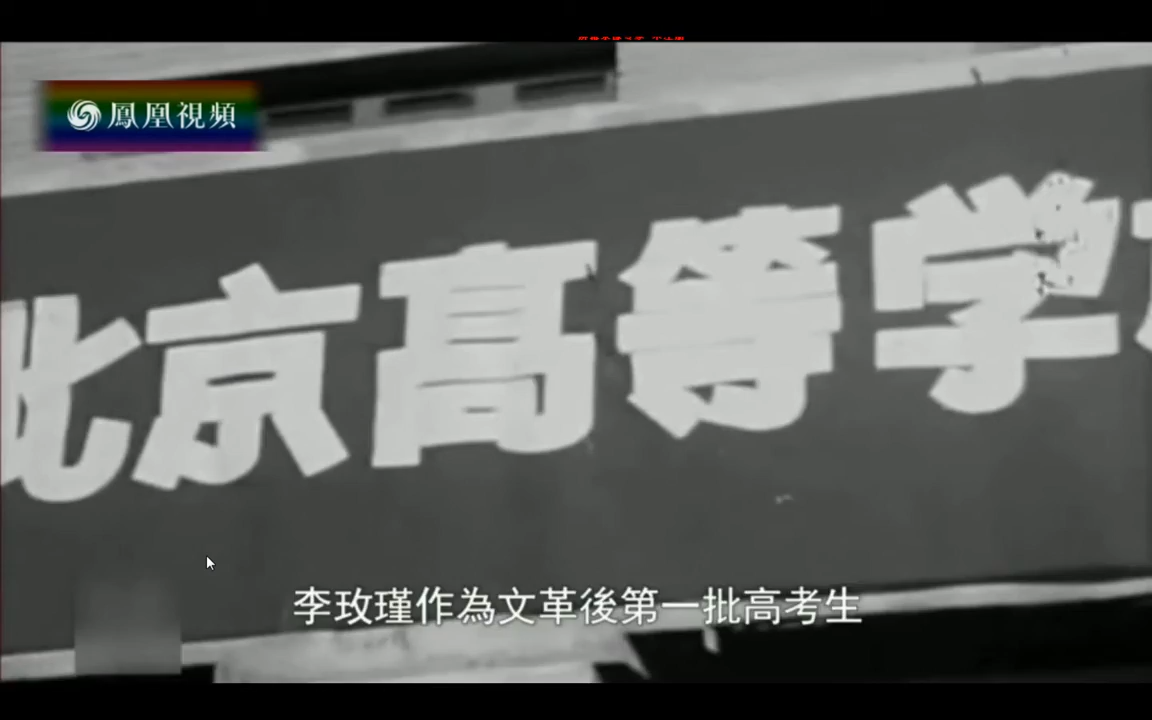 鳳凰視頻
北京高等学
李玫瑾作為文革後第一批高考生